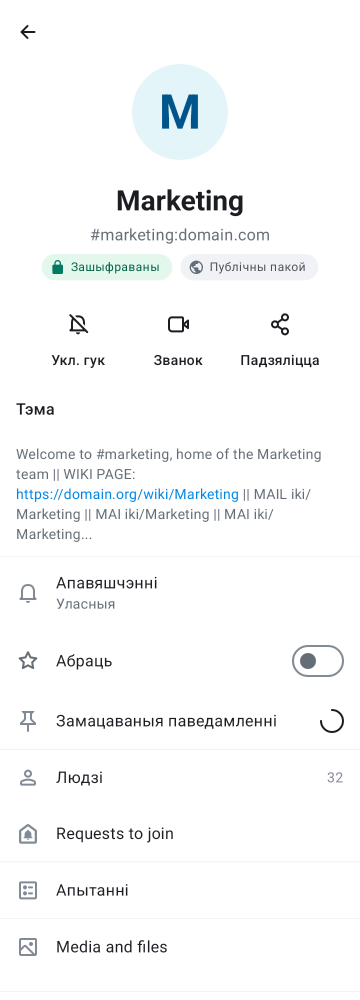 M
Marketing
#marketing:domain.com
Зашыфраваны Публічны пакой
Укл. гук Званок Падзяліцца
Тэма
Welcome to #marketing, home of the Marketing
team || WIKI PAGE:
https://domain.org/wiki/Marketing || MAIL iki/
Marketing || MAI iki/Marketing || MAI iki/
Marketing...
Апавяшчэнні
Уласныя
Абраць
Замацаваныя паведамленні
Людзі 32
Requests to join
Апытанні
Media and files